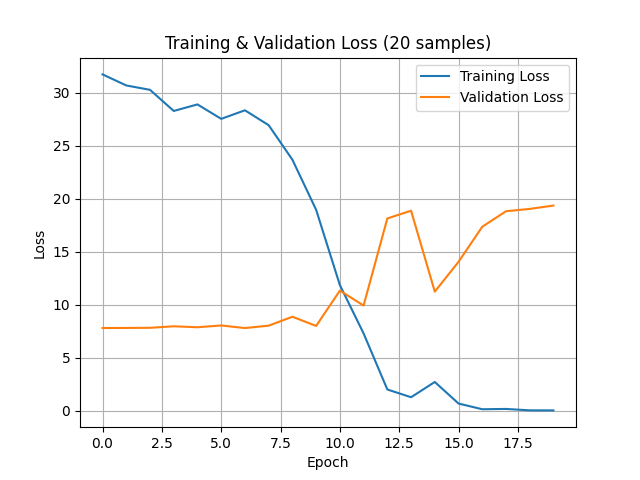 Training & Validation Loss (20 samples)
Training Loss
Validation Loss
30
25
20
15
10
5
0
Loss
0.0 2.5 5.0 7.5 10.0 12.5 15.0 17.5
Epoch